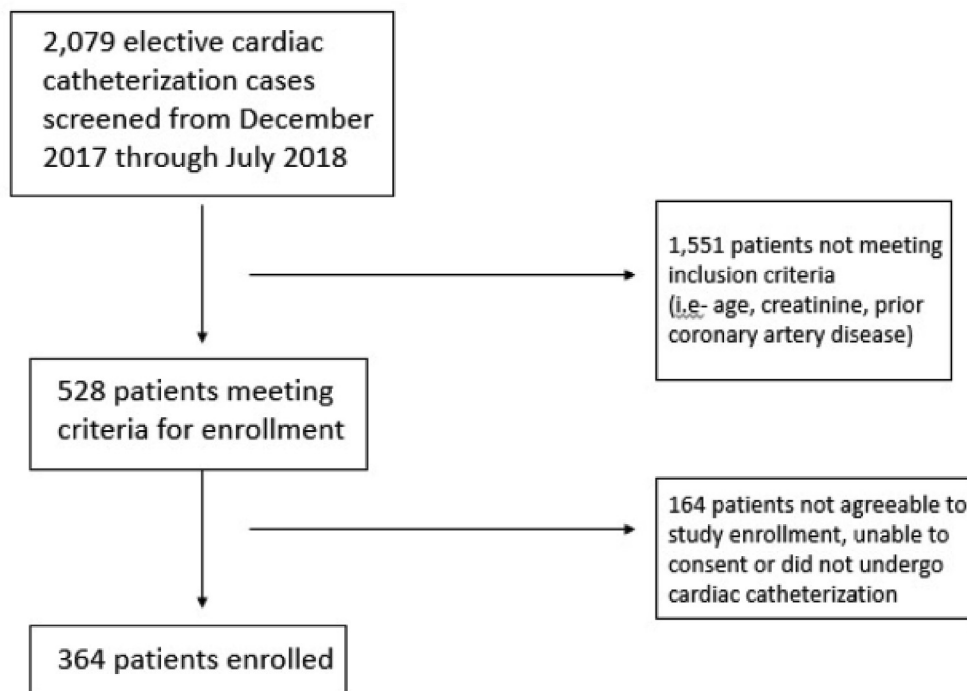 2,079 elective cardiac
catheterization cases
screened from December
2017 through July 2018
1,551 patients not meeting
inclusion criteria
(i.e- age, creatinine, prior
coronary artery disease)
528 patients meeting
criteria for enrollment
164 patients not agreeable to
study enrollment, unable to
consent or did not undergo
cardiac catheterization
364 patients enrolled